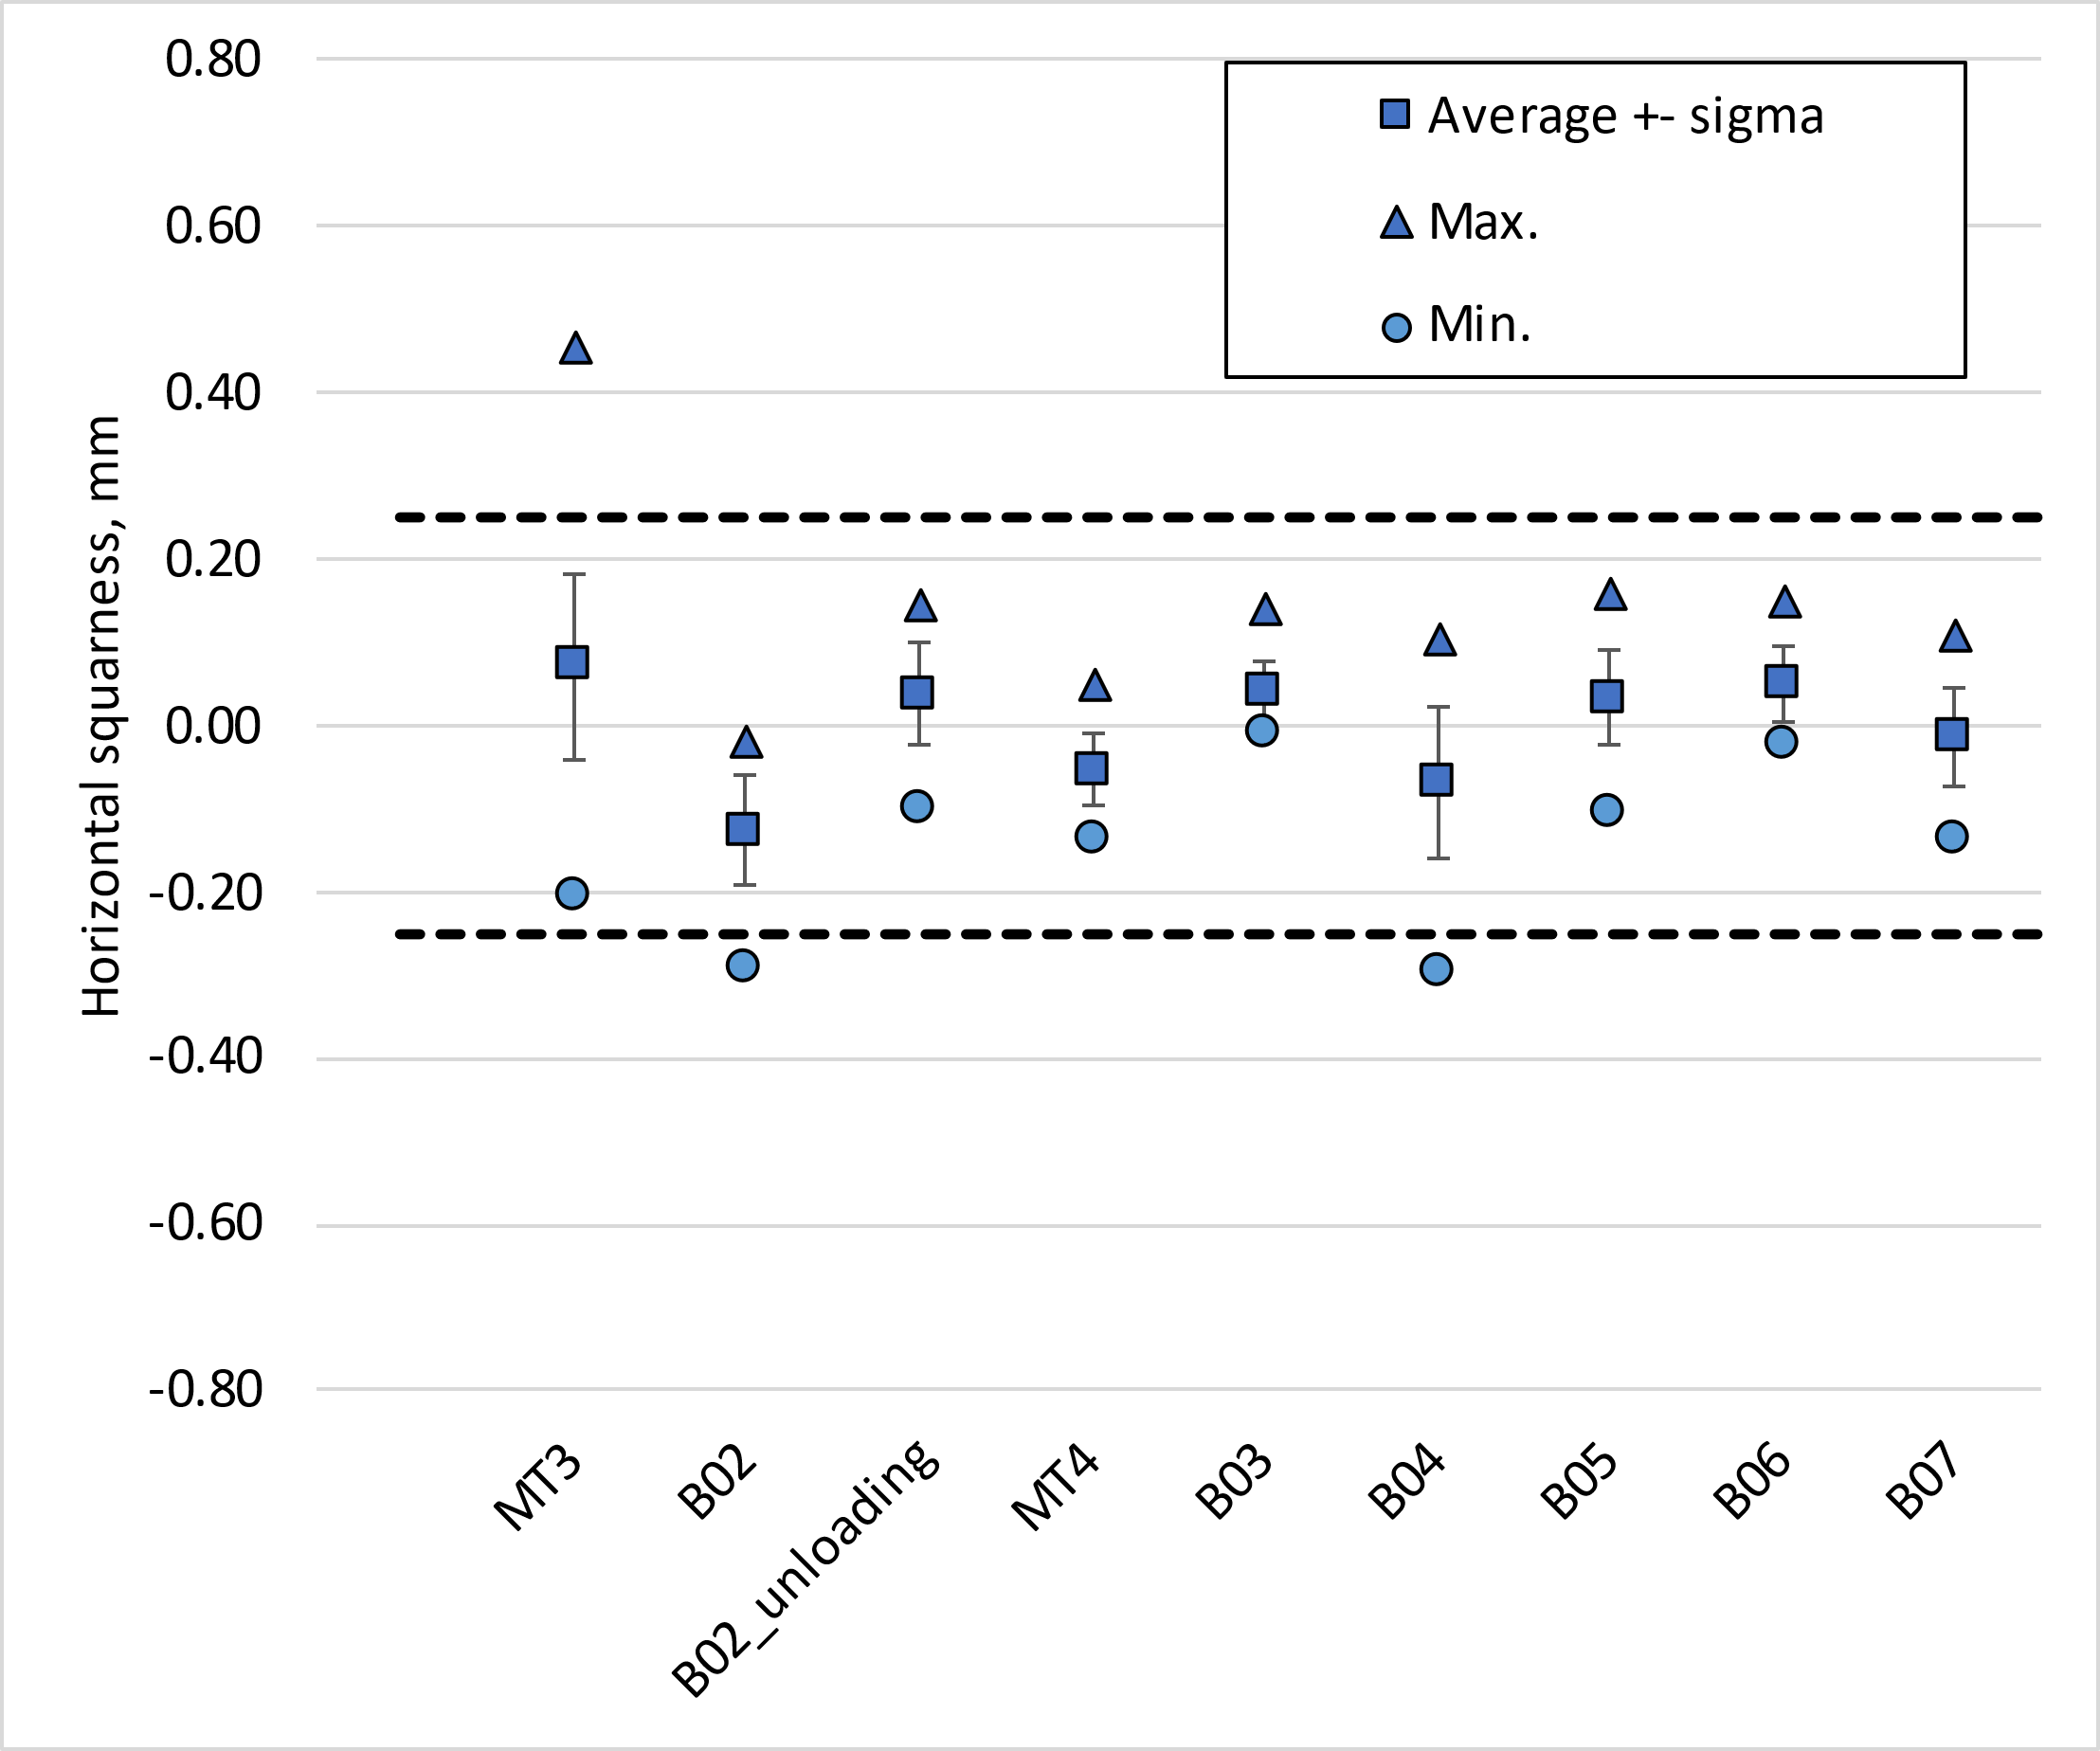 0.80
0.60
0.40
0.20
0.00
-0.20
-0.40
-0.60
-0.80
Horizontal squarness, mm
Average +- sigma
Max.
Min.
MT3
B02
B02_unloading
MT4
B03
B04
B05
B06
B07